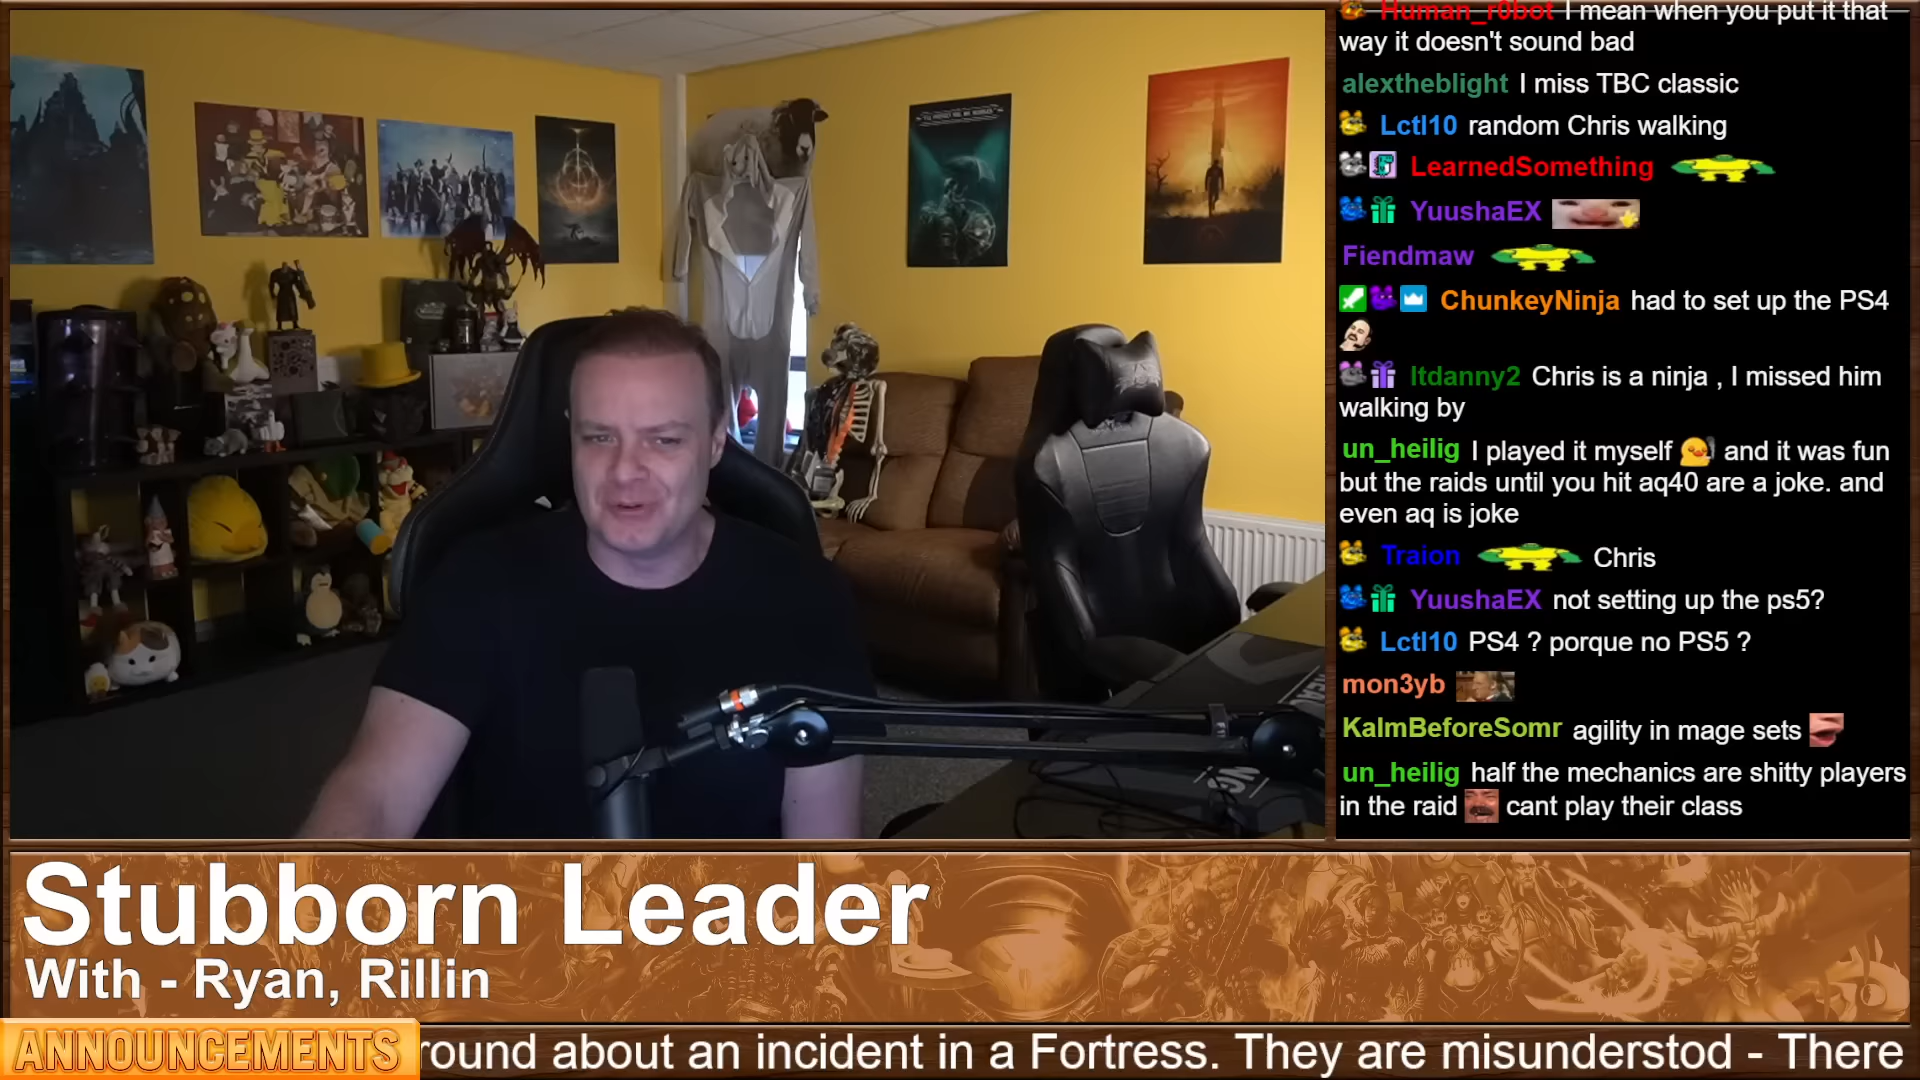 Human_r0bot I mean when you put it that
way it doesn't sound bad
alextheblight I miss TBC classic
Lctl10 random Chris walking
LearnedSomething
YuushaEX
Fiendmaw
ChunkeyNinja had to set up the PS4
ltdanny2 Chris is a ninja , I missed him
walking by
un_heilig I played it myself and it was fun
but the raids until you hit aq40 are a joke. and
even aq is joke
Traion Chris
YuushaEX not setting up the ps5?
Lctl10 PS4 ? porque no PS5 ?
mon3yb
KalmBeforeSomr agility in mage sets
un_heilig half the mechanics are shitty players
in the raid cant play their class
Stubborn Leader
With - Ryan, Rillin
ANNOUNCEMENTS round about an incident in a Fortress. They are misunderstod - There